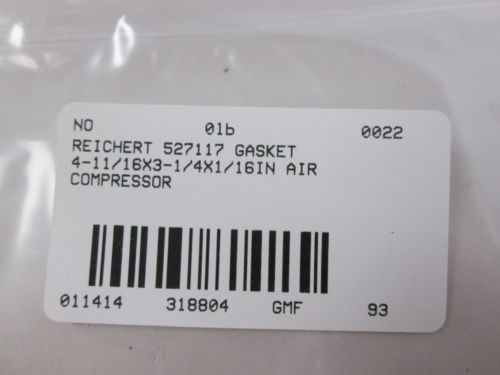 NO 01b 0022
REICHERT 527117 GASKET
4-11/16X3-1/4X1/16IN AIR
COMPRESSOR
011414 318804 GMF 93